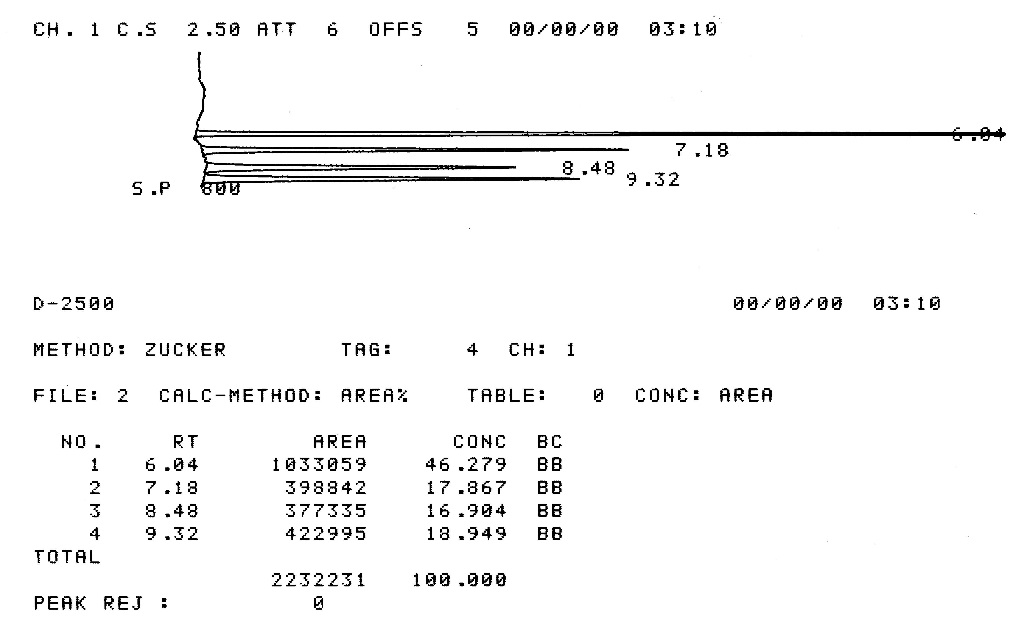 CH. 1 C.S 2.50 ATT 6 OFFS 5 00/00/00 03:10
6.04
7.18
8.48
9.32
S.P 800
D-2500 00/00/00 03:10
METHOD: ZUCKER TAG: 4 CH: 1
FILE: 2 CALC-METHOD: AREA% TABLE: 0 CONC: AREA
NO. RT AREA CONC BC
1 6.04 1033059 46.279 BB
2 7.18 398842 17.867 BB
3 8.48 377335 16.904 BB
4 9.32 422995 18.949 BB
TOTAL
2232231 100.000
PEAK REJ : 0